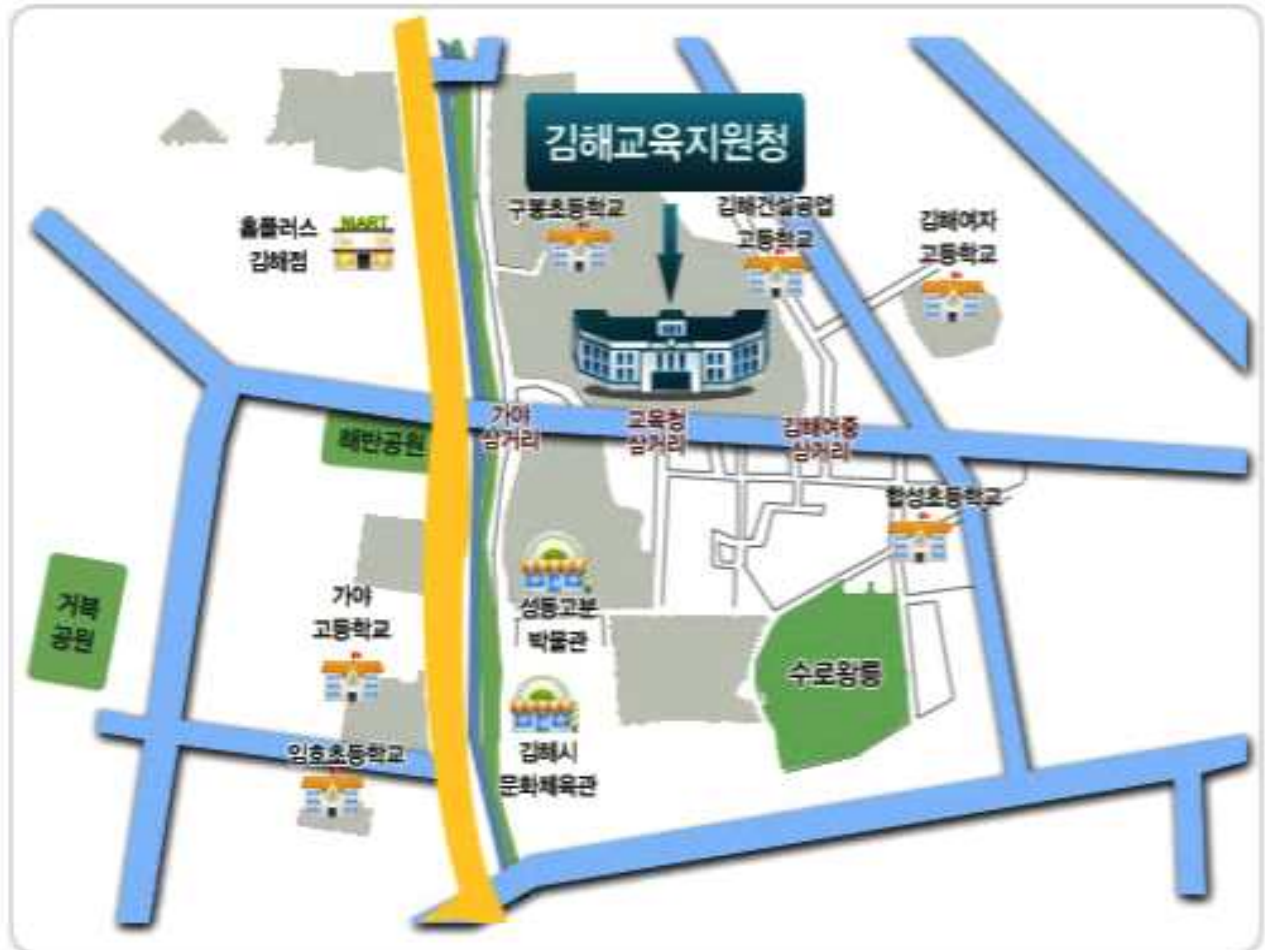 김해교육지원청
구봉초등학교
김해건설공업
고등학교
김해여자
고등학교
홈플러스
김해점
MART
가야
삼거리
교육청
삼거리
김해여중
삼거리
해반공원
합성초등학교
거북
공원
가야
고등학교
성동고분
박물관
수로왕릉
임호초등학교
김해시
문화체육관